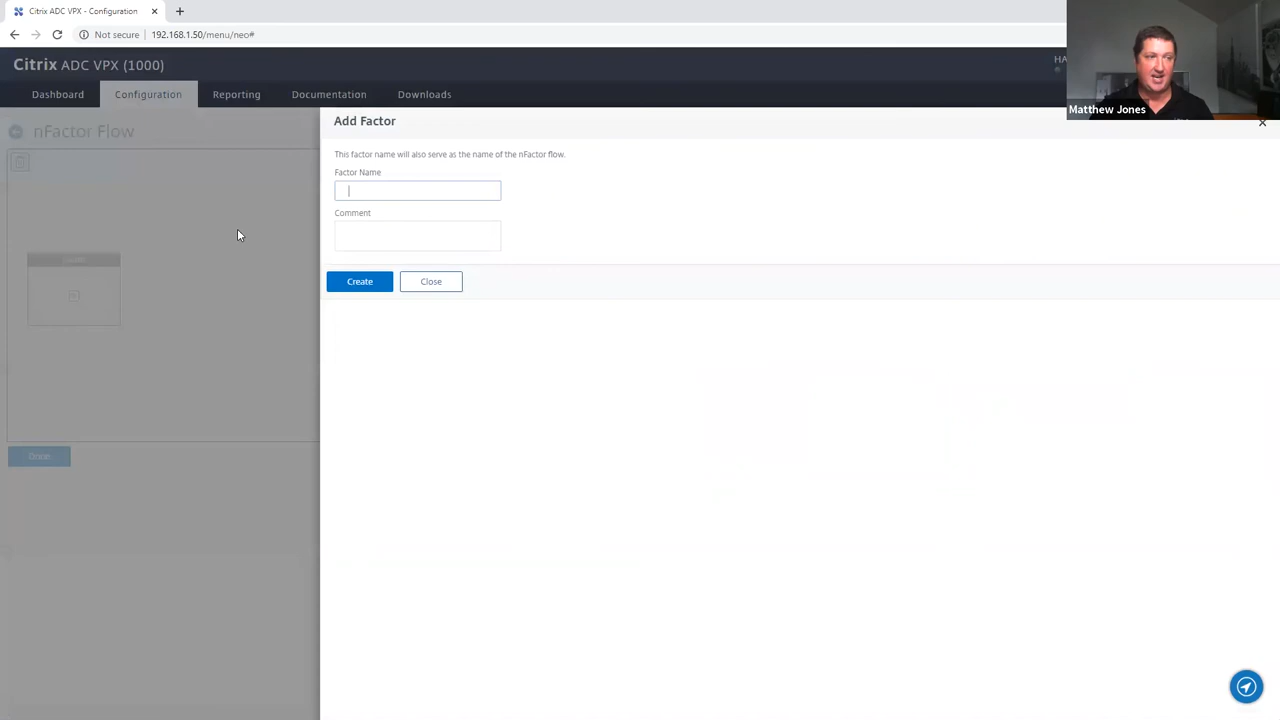 Citrix ADC VPX - Configuration
Not secure
192.168.1.50/menu/neo#
Citrix ADC VPX (1000)
HA
Matthew Jones
Dashboard
Configuration
Reporting
Documentation
Downloads
nFactor Flow
Add Factor
This factor name will also serve as the name of the nFactor flow.
Factor Name
Comment
Create
Close
Done